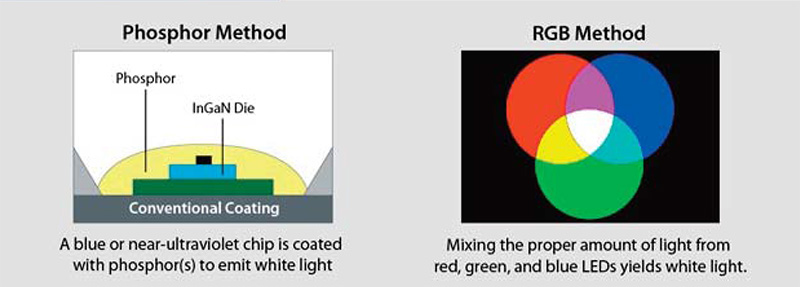 Phosphor Method
Phosphor
InGaN Die
Conventional Coating
A blue or near-ultraviolet chip is coated
with phosphor(s) to emit white light
RGB Method
Mixing the proper amount of light from
red, green, and blue LEDs yields white light.